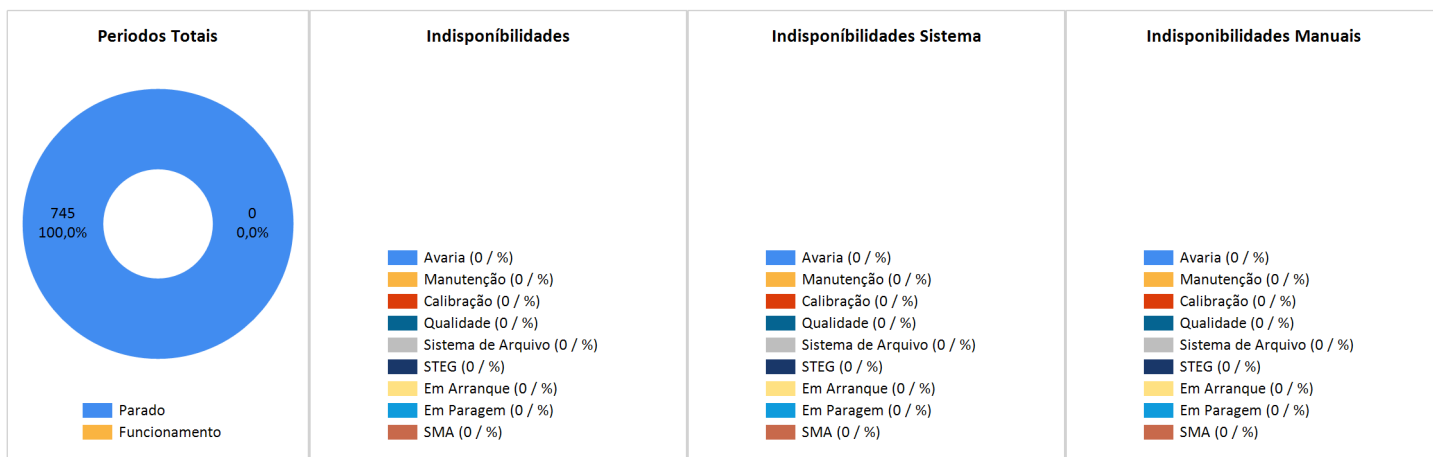 Periodos Totais
745
100,0%
0
0,0%
Parado
Funcionamento
Indisponíbilidades
Avaria (0 / %)
Manutenção (0 / %)
Calibração (0 / %)
Qualidade (0 / %)
Sistema de Arquivo (0 / %)
STEG (0 / %)
Em Arranque (0 / %)
Em Paragem (0 / %)
SMA (0 / %)
Indisponíbilidades Sistema
Avaria (0 / %)
Manutenção (0 / %)
Calibração (0 / %)
Qualidade (0 / %)
Sistema de Arquivo (0 / %)
STEG (0 / %)
Em Arranque (0 / %)
Em Paragem (0 / %)
SMA (0 / %)
Indisponibilidades Manuais
Avaria (0 / %)
Manutenção (0 / %)
Calibração (0 / %)
Qualidade (0 / %)
Sistema de Arquivo (0 / %)
STEG (0 / %)
Em Arranque (0 / %)
Em Paragem (0 / %)
SMA (0 / %)